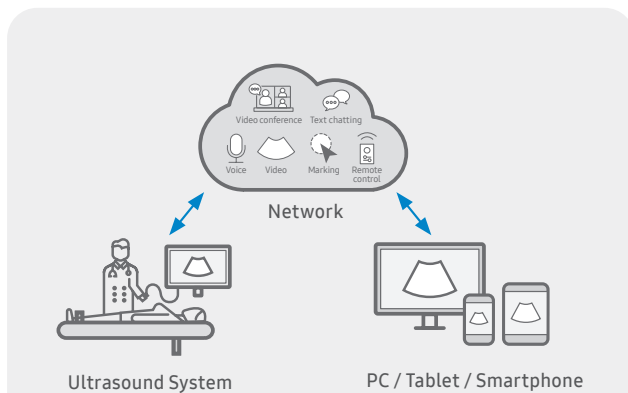 Video conference Text chatting
Voice Video Marking Remote
control
Network
Ultrasound System PC / Tablet / Smartphone